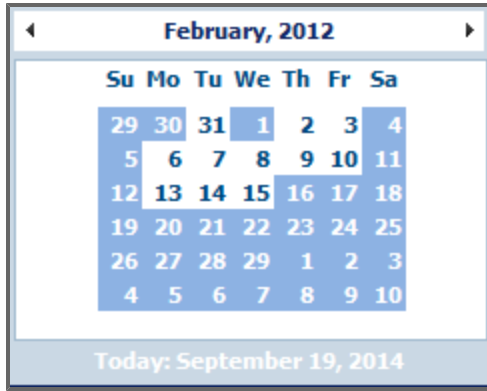 February, 2012
Su Mo Tu We Th Fr Sa
29 30 31 1 2 3 4
5 6 7 8 9 10 11
12 13 14 15 16 17 18
19 20 21 22 23 24 25
26 27 28 29 1 2 3
4 5 6 7 8 9 10
Today: September 19, 2014